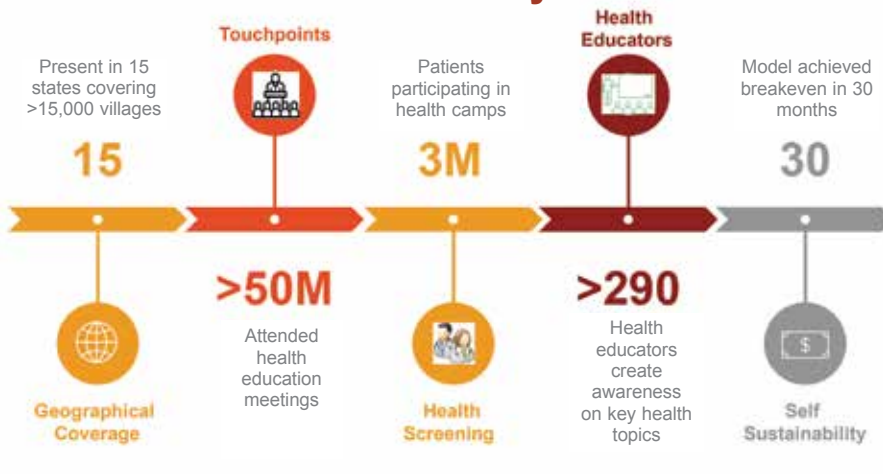 Present in 15
states covering
>15,000 villages
15
Geographical
Coverage
Touchpoints
>50M
Attended
health
education
meetings
Patients
participating in
health camps
3M
Health
Screening
Health
Educators
>290
Health
educators
create
awareness
on key health
topics
Model achieved
breakeven in 30
months
30
$
Self
Sustainability